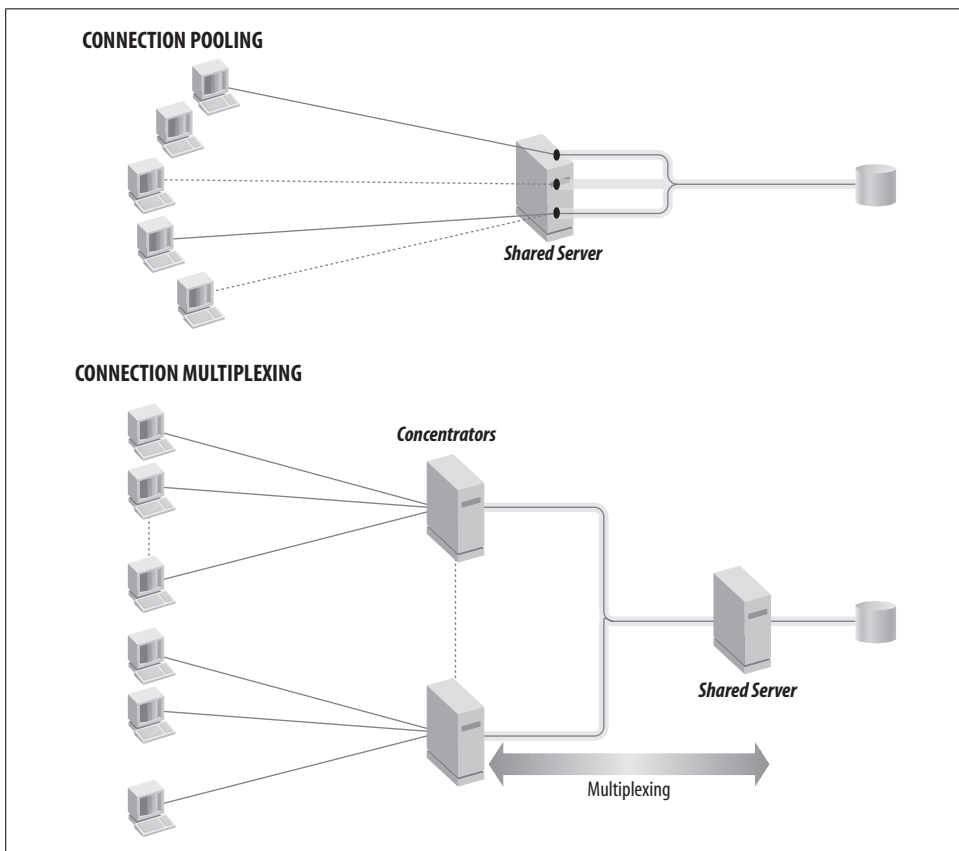 CONNECTION POOLING
Shared Server
CONNECTION MULTIPLEXING
Concentrators
Shared Server
Multiplexing